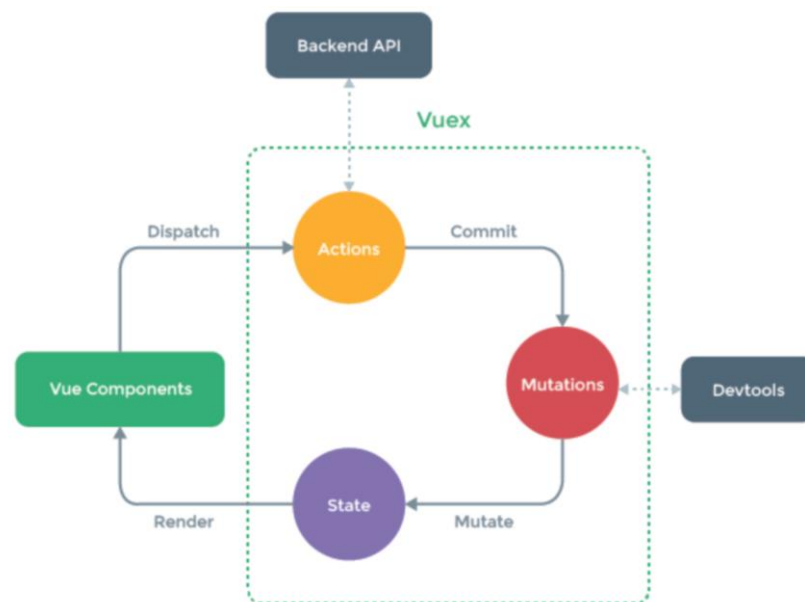 Backend API
Vuex
Dispatch
Actions
Commit
Vue Components
Mutations
Devtools
State
Render
Mutate